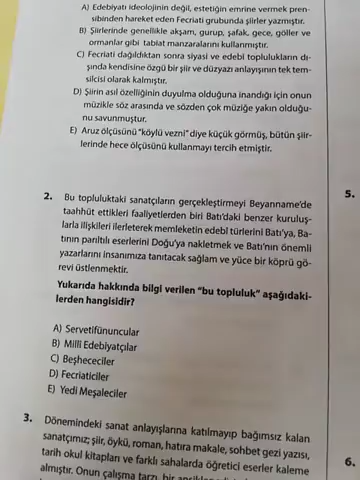 A) Edebiyatı ideolojinin değil, estetiğin emrine vermek pren-
sibinden hareket eden Fecriati grubunda şiirler yazmıştır.
B) Şiirlerinde genellikle akşam, gurup, şafak, gece, göller ve
ormanlar gibi tabiat manzaralarını kullanmıştır.
C) Fecriati dağıldıktan sonra siyasi ve edebi toplulukların dı-
şında kendisine özgü bir şiir ve düzyazı anlayışının tek tem-
silcisi olarak kalmıştır.
D) Şiirin asıl özelliğinin duyulma olduğuna inandığı için onun
müzikle söz arasında ve sözden çok müziğe yakın olduğu-
nu savunmuştur.
E) Aruz ölçüsünü "köylü vezni" diye küçük görmüş, bütün şiir-
lerinde hece ölçüsünü kullanmayı tercih etmiştir.
2. Bu topluluktaki sanatçıların gerçekleştirmeyi Beyanname'de
taahhüt ettikleri faaliyetlerden biri Batı'daki benzer kuruluş-
larla ilişkileri ilerleterek memleketin edebî türlerini Batı'ya, Ba-
tının parıltılı eserlerini Doğu'ya nakletmek ve Batı'nın önemli
yazarlarını insanımıza tanıtacak sağlam ve yüce bir köprü gö-
revi üstlenmektir.
Yukarıda hakkında bilgi verilen "bu topluluk" aşağıdaki-
lerden hangisidir?
A) Servetifünuncular
B) Millî Edebiyatçılar
C) Beşhececiler
D) Fecriaticiler
E) Yedi Meşaleciler
3. Dönemindeki sanat anlayışlarına katılmayıp bağımsız kalan
sanatçımız; şiir, öykü, roman, hatıra makale, sohbet gezi yazısı,
tarih okul kitapları ve farklı sahalarda öğretici eserler kaleme
almıştır. Onun çalışma tarzı bir
5.
6.